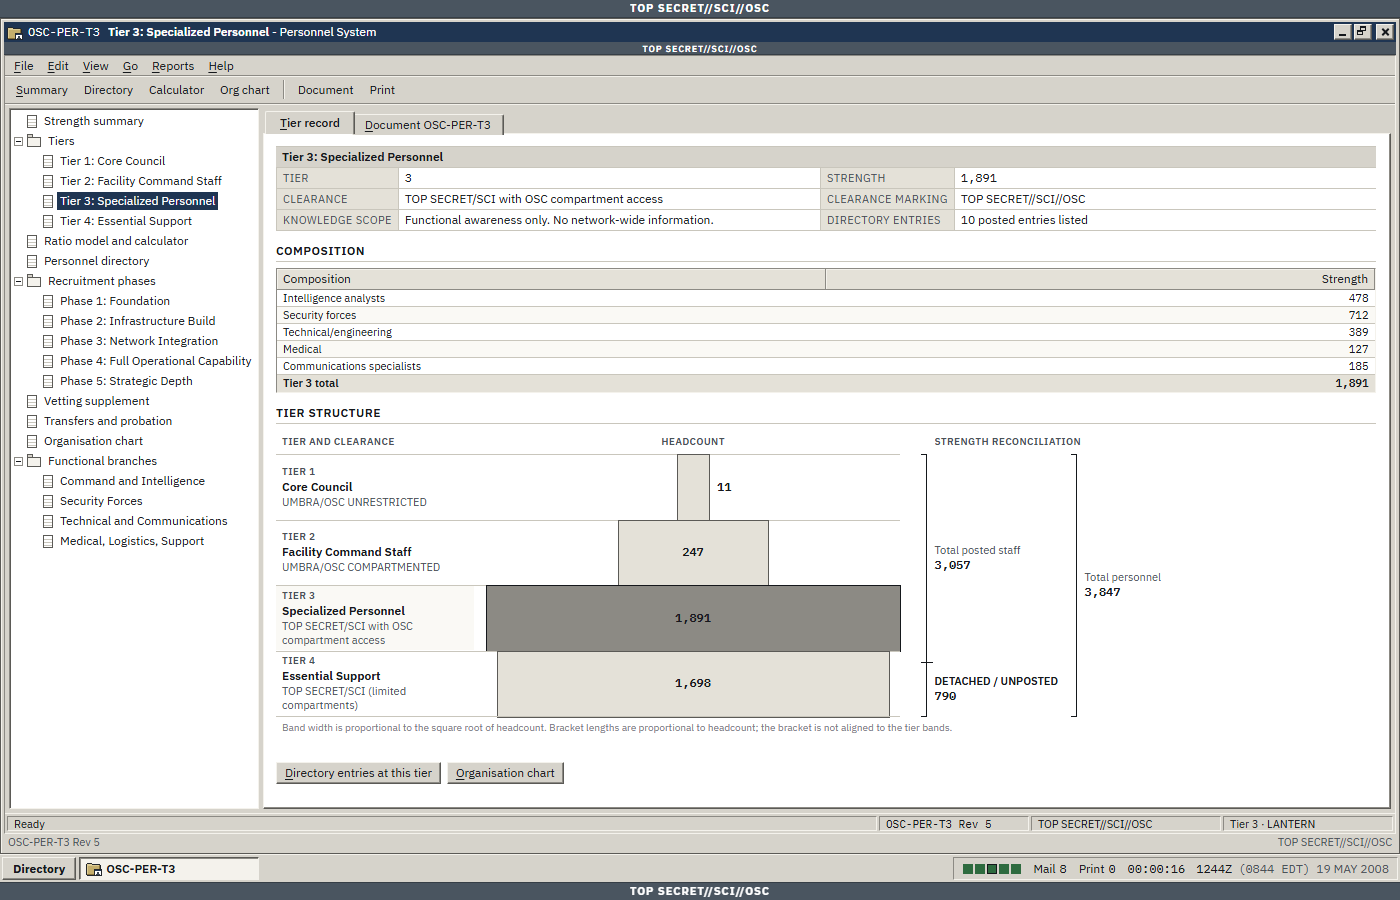 TOP SECRET//SCI//OSC
OSC-PER-T3 Tier 3: Specialized Personnel - Personnel System
TOP SECRET//SCI//OSC
File Edit View Go Reports Help
Summary Directory Calculator Org chart Document Print
Strength summary
Tiers
Tier 1: Core Council
Tier 2: Facility Command Staff
Tier 3: Specialized Personnel
Tier 4: Essential Support
Ratio model and calculator
Personnel directory
Recruitment phases
Phase 1: Foundation
Phase 2: Infrastructure Build
Phase 3: Network Integration
Phase 4: Full Operational Capability
Phase 5: Strategic Depth
Vetting supplement
Transfers and probation
Organisation chart
Functional branches
Command and Intelligence
Security Forces
Technical and Communications
Medical, Logistics, Support
Tier record Document OSC-PER-T3
Tier 3: Specialized Personnel
TIER 3 STRENGTH 1,891
CLEARANCE TOP SECRET/SCI with OSC compartment access CLEARANCE MARKING TOP SECRET//SCI//OSC
KNOWLEDGE SCOPE Functional awareness only. No network-wide information. DIRECTORY ENTRIES 10 posted entries listed
COMPOSITION
Composition Strength
Intelligence analysts 478
Security forces 712
Technical/engineering 389
Medical 127
Communications specialists 185
Tier 3 total 1,891
TIER STRUCTURE
TIER AND CLEARANCE HEADCOUNT STRENGTH RECONCILIATION
TIER 1
Core Council 11
UMBRA/OSC UNRESTRICTED
TIER 2
Facility Command Staff 247
UMBRA/OSC COMPARTMENTED
TIER 3
Specialized Personnel 1,891
TOP SECRET/SCI with OSC
compartment access
TIER 4
Essential Support 1,698
TOP SECRET/SCI (limited
compartments)
Total posted staff
3,057
Total personnel
3,847
DETACHED / UNPOSTED
790
Band width is proportional to the square root of headcount. Bracket lengths are proportional to headcount; the bracket is not aligned to the tier bands.
Directory entries at this tier Organisation chart
Ready OSC-PER-T3 Rev 5 TOP SECRET//SCI//OSC Tier 3 · LANTERN
OSC-PER-T3 Rev 5 TOP SECRET//SCI//OSC
Directory OSC-PER-T3 Mail 8 Print 0 00:00:16 1244Z (0844 EDT) 19 MAY 2008
TOP SECRET//SCI//OSC